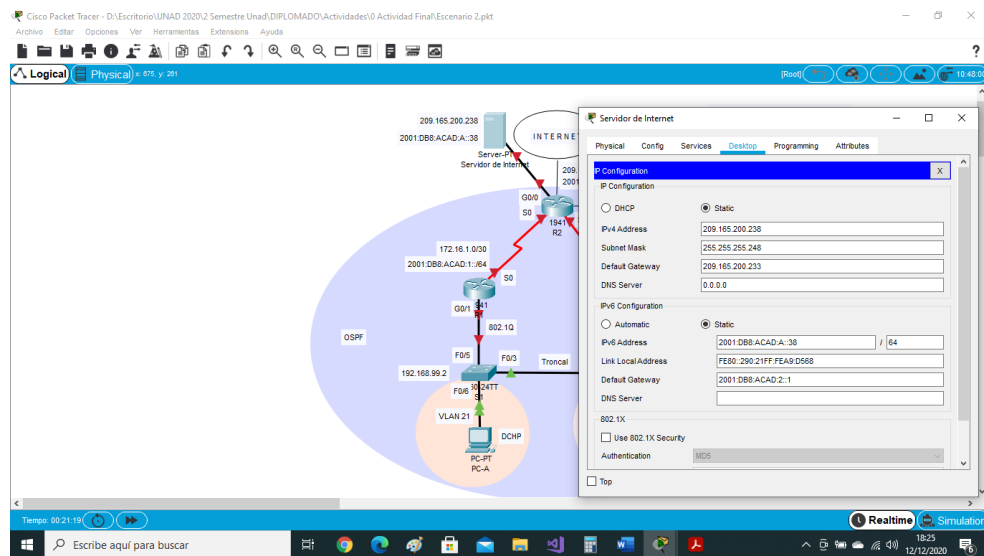 Cisco Packet Tracer - D:\Escritorio\UNAD 2020\2 Semestre Unad\DIPLOMADO\Actividades\0 Actividad Final\Escenario 2.pkt
Archivo Editar Opciones Ver Herramientas Extensions Ayuda
?
Logical Physical x: 675, y: 261 [Root] 10:48:00
209.165.200.238
2001:DB8:ACAD:A::38
Server-PT
Servidor de Internet
INTERNE
209.
2001
G0/0
S0
1941
R2
172.16.1.0/30
2001:DB8:ACAD:1::/64
S0
G0/1
802.1Q
OSPF
F0/5
F0/3
Troncal
192.168.99.2
F0/6
24TT
S1
VLAN 21
DCHP
PC-PT
PC-A
Servidor de Internet
Physical Config Services Desktop Programming Attributes
IP Configuration X
IP Configuration
DHCP Static
IPv4 Address 209.165.200.238
Subnet Mask 255.255.255.248
Default Gateway 209.165.200.233
DNS Server 0.0.0.0
IPv6 Configuration
Automatic Static
IPv6 Address 2001:DB8:ACAD:A::38 / 64
Link Local Address FE80::290:21FF:FEA9:D568
Default Gateway 2001:DB8:ACAD:2::1
DNS Server
802.1X
Use 802.1X Security
Authentication MD5
Top
Tiempo: 00:21:19 Realtime Simulation
Escribe aquí para buscar
18:25
12/12/2020